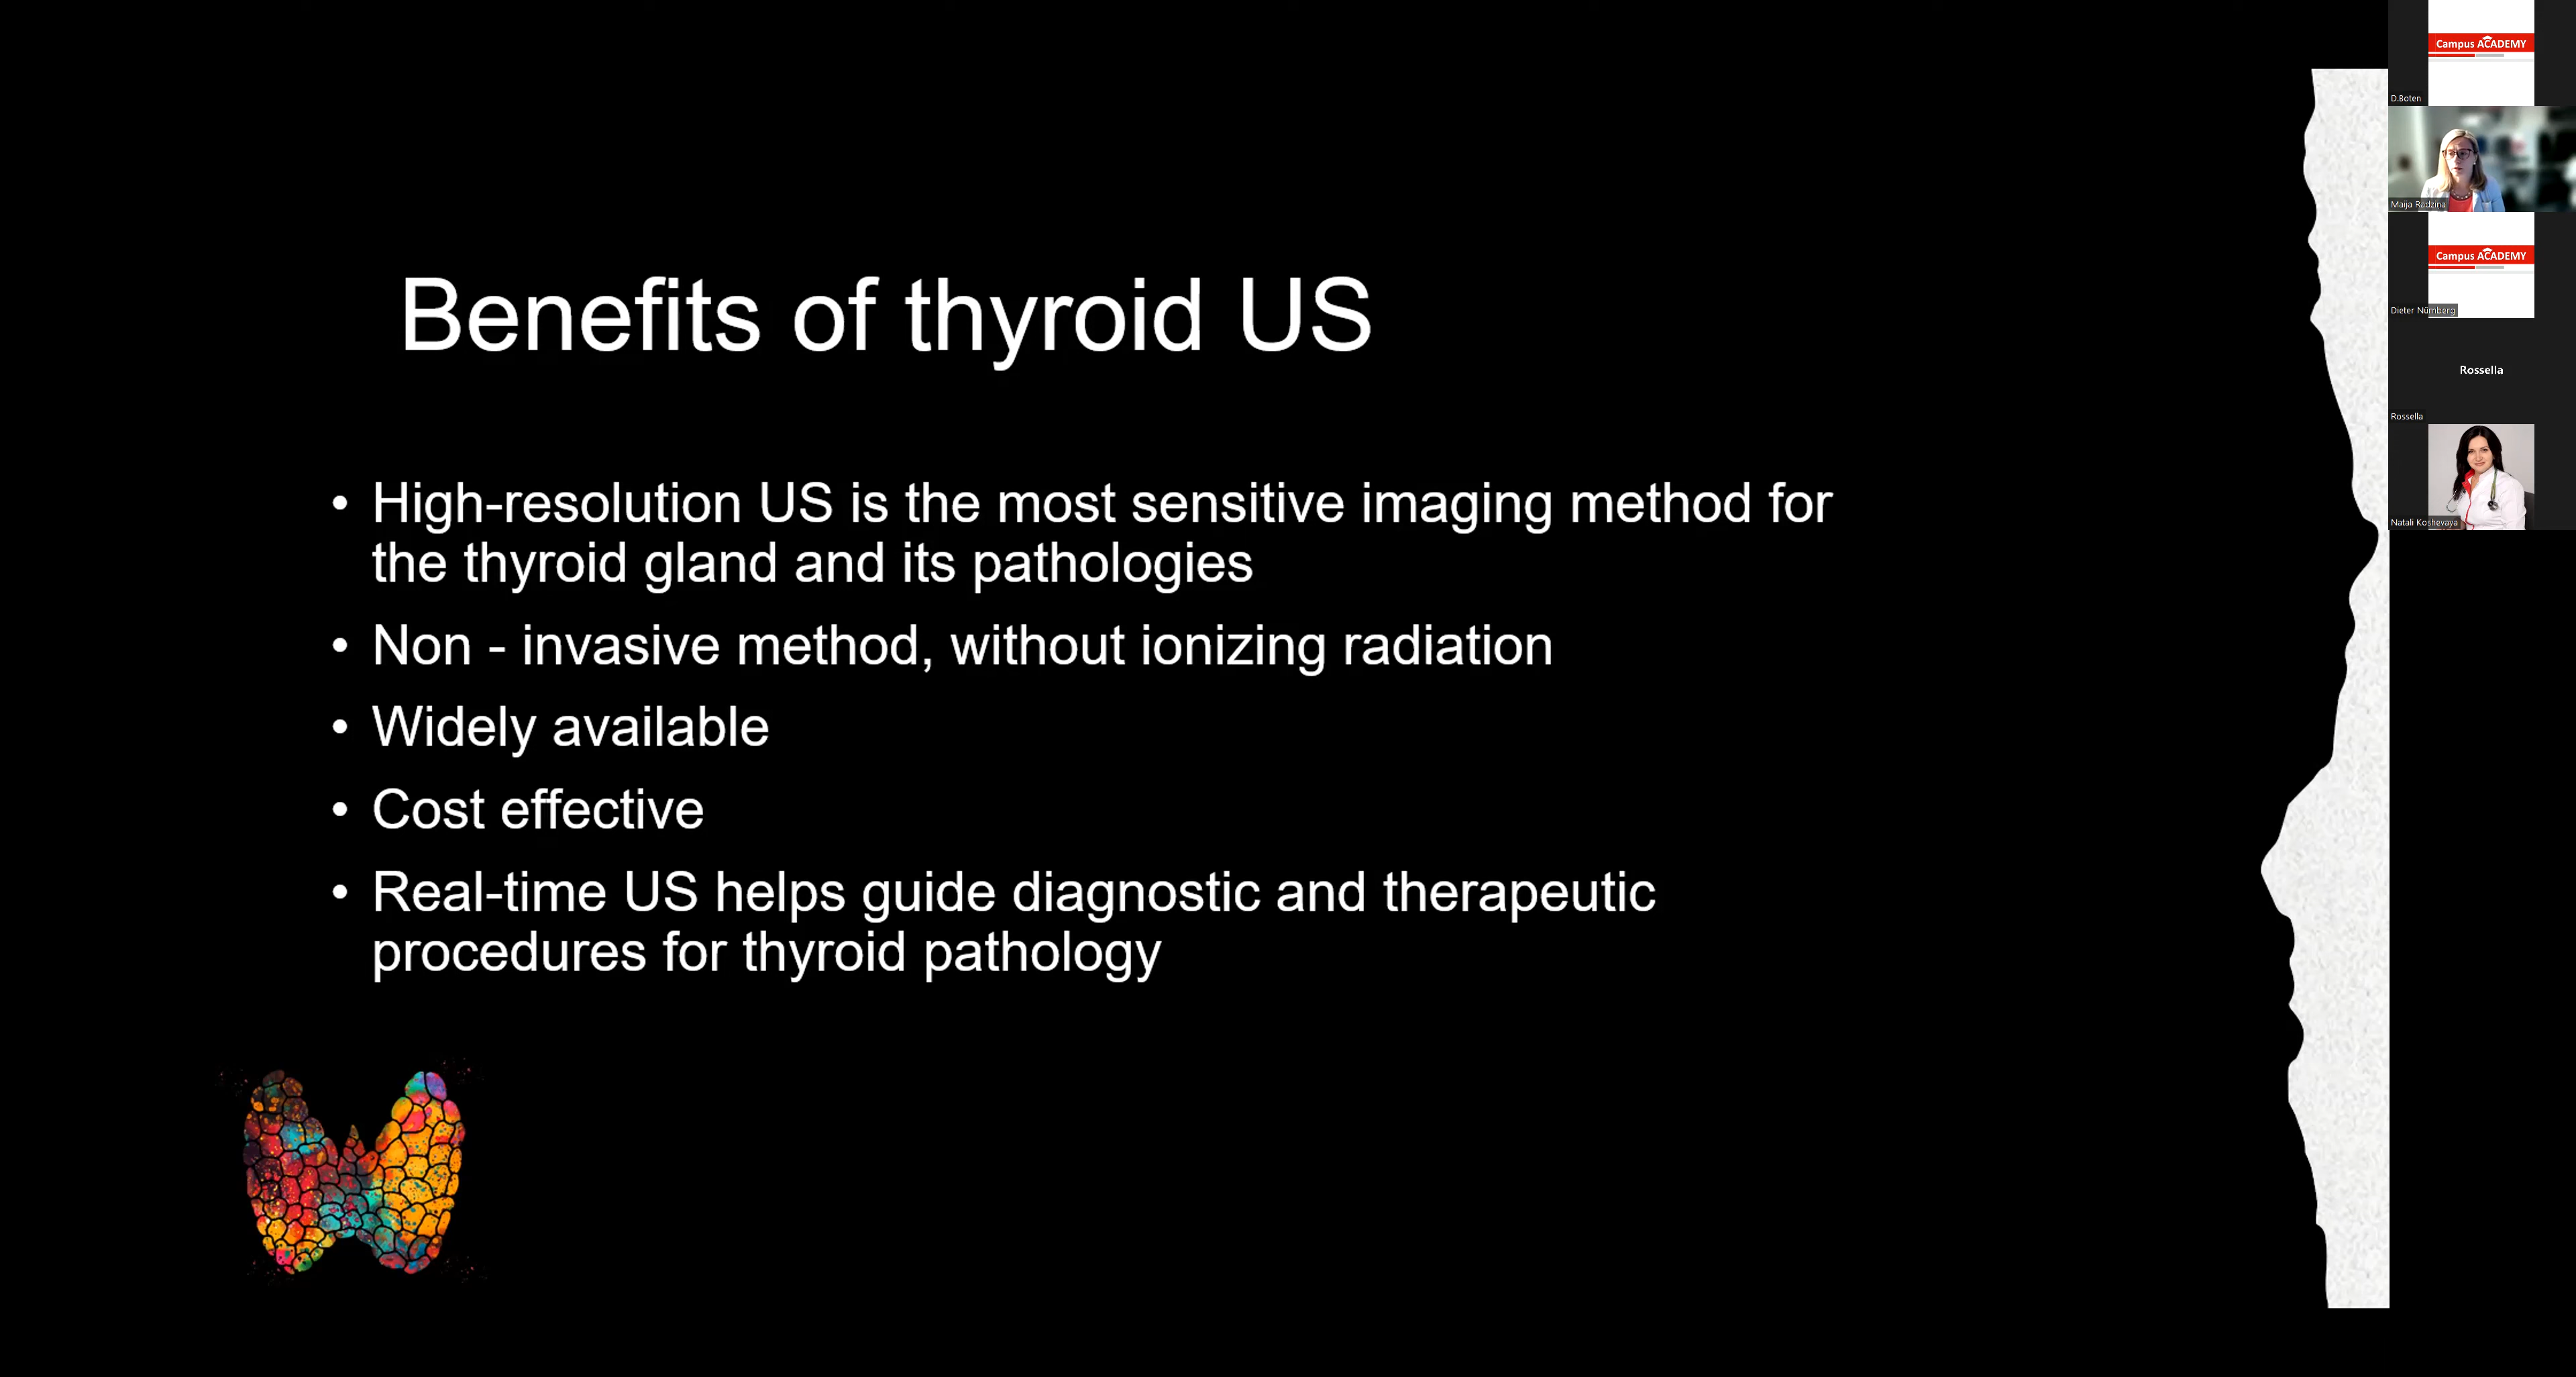 Benefits of thyroid US
• High-resolution US is the most sensitive imaging method for
the thyroid gland and its pathologies
• Non - invasive method, without ionizing radiation
• Widely available
• Cost effective
• Real-time US helps guide diagnostic and therapeutic
procedures for thyroid pathology
Campus ACADEMY
D.Boten
Maija Radzina
Campus ACADEMY
Dieter Nürnberg
Rossella
Rossella
Natali Koshevaya